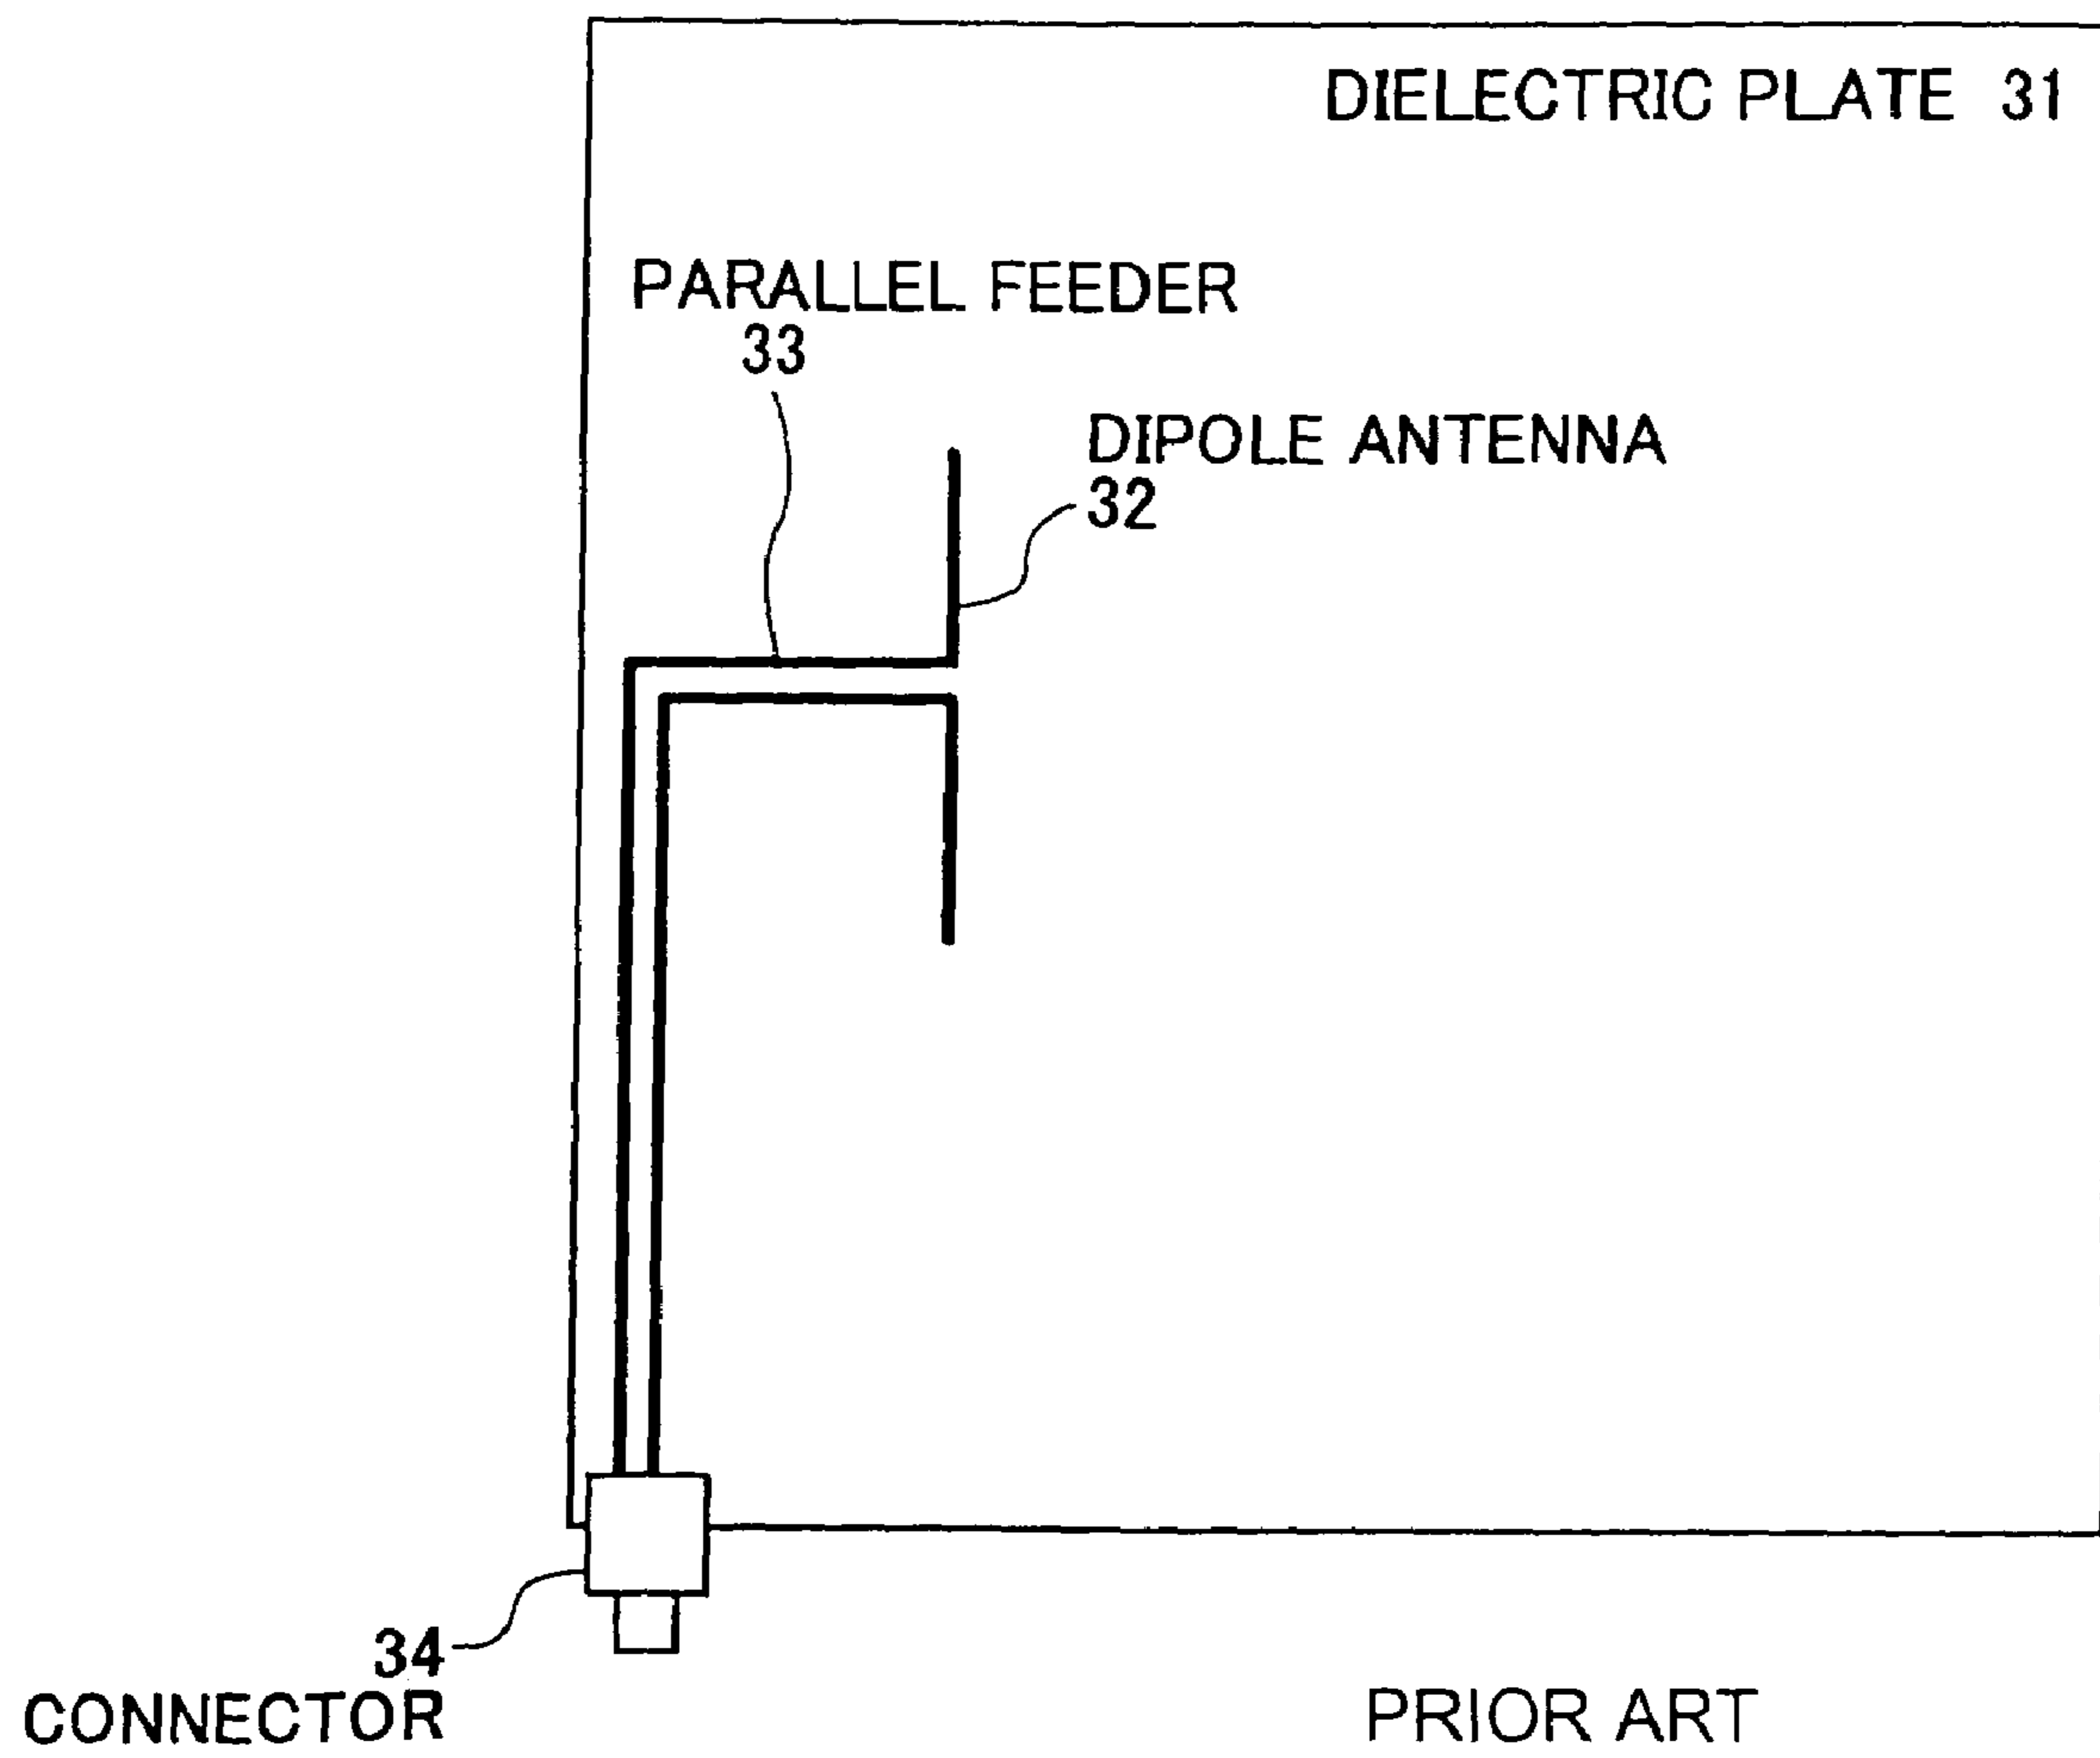 DIELECTRIC PLATE 31
PARALLEL FEEDER
33
DIPOLE ANTENNA
32
34
CONNECTOR
PRIOR ART